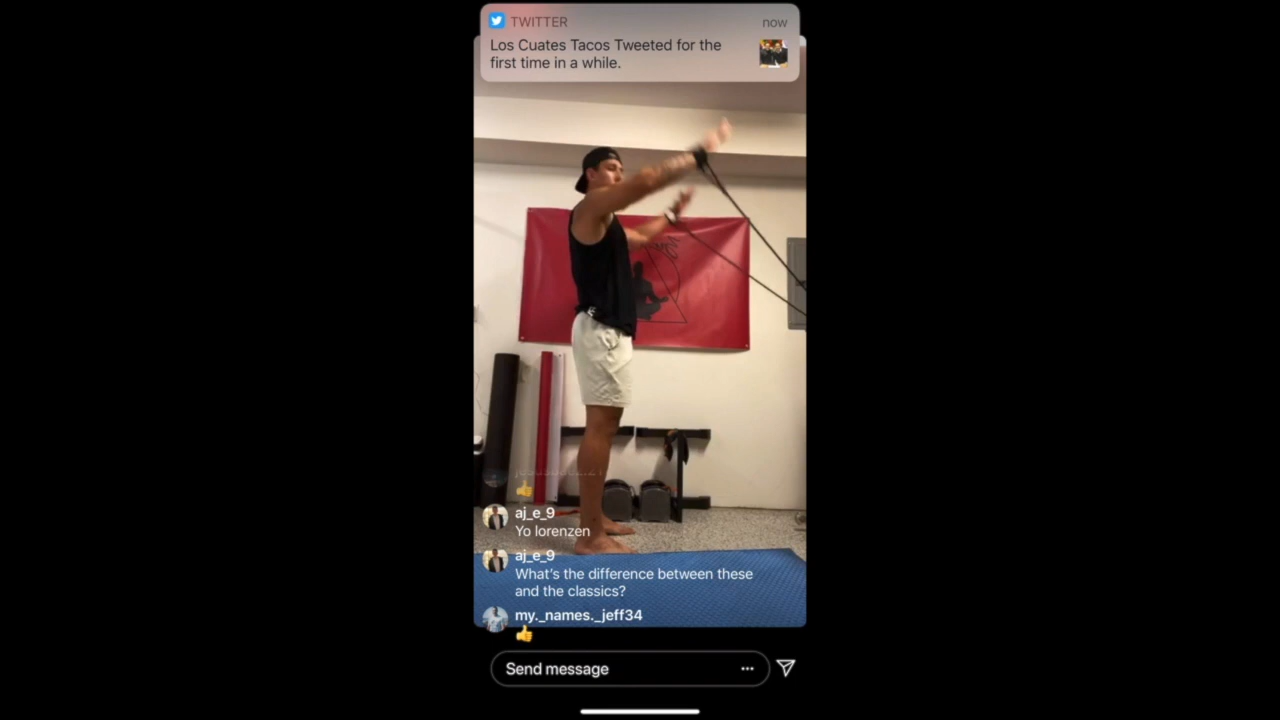 TWITTER
now
Los Cuates Tacos Tweeted for the
first time in a while.
👍
aj_e_9
Yo lorenzen
aj_e_9
What's the difference between these
and the classics?
my._names._jeff34
👍
Send message